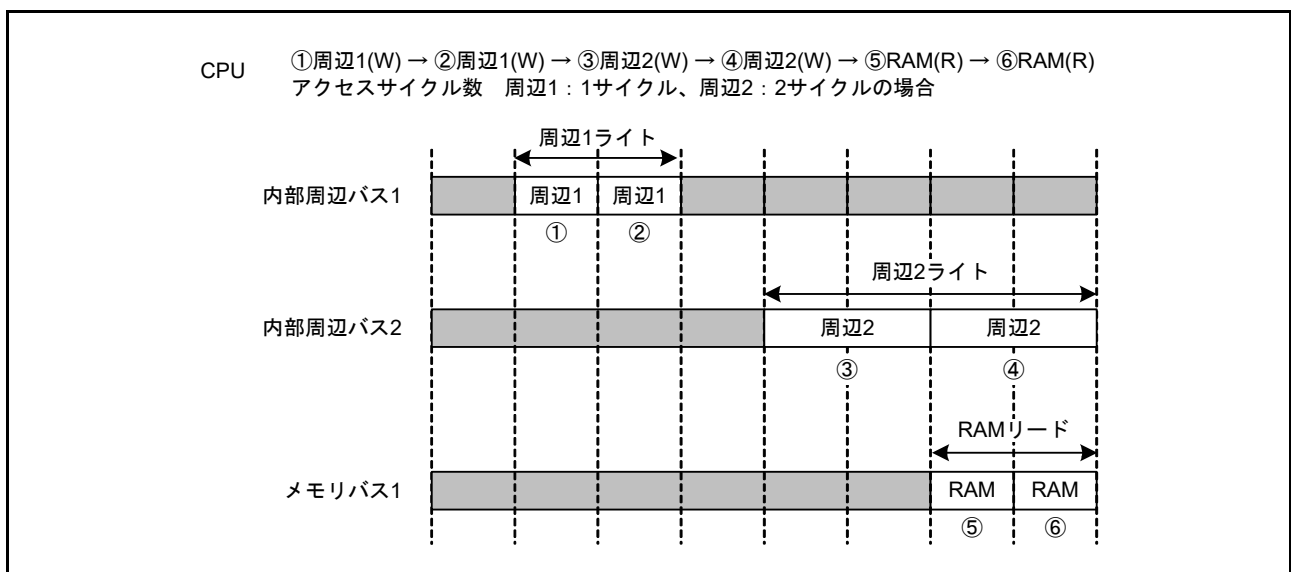 CPU ①周辺1(W) → ②周辺1(W) → ③周辺2(W) → ④周辺2(W) → ⑤RAM(R) → ⑥RAM(R)
アクセスサイクル数　周辺1：1サイクル、周辺2：2サイクルの場合
周辺1ライト
内部周辺バス1 周辺1 周辺1
① ②
周辺2ライト
内部周辺バス2 周辺2 周辺2
③ ④
RAMリード
メモリバス1 RAM RAM
⑤ ⑥